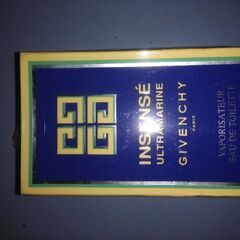 INSENSÉ
ULTRAMARINE
GIVENCHY
PARIS
VAPORISATEUR
EAU DE TOILETTE